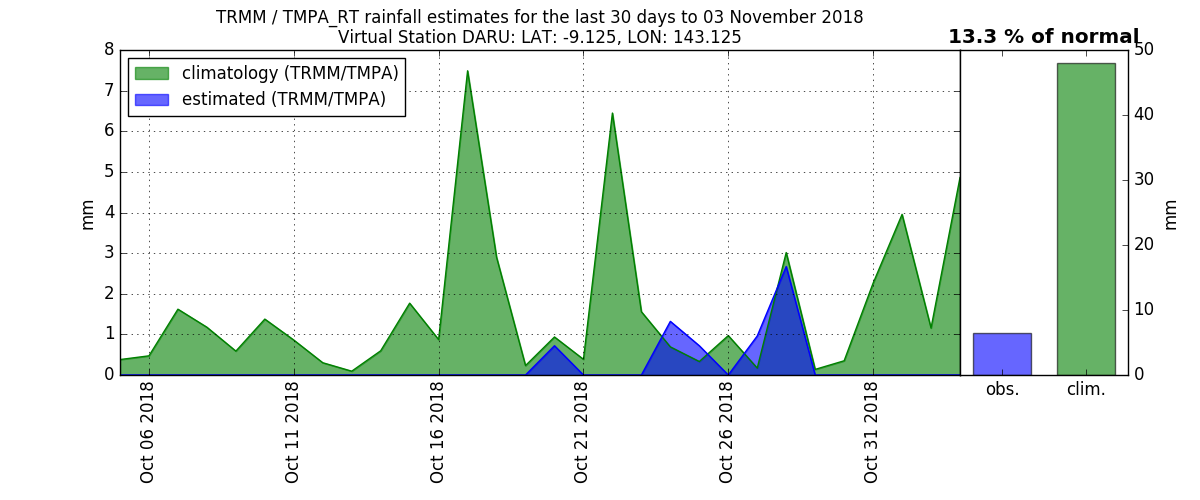 TRMM / TMPA_RT rainfall estimates for the last 30 days to 03 November 2018
Virtual Station DARU: LAT: -9.125, LON: 143.125
13.3 % of normal
climatology (TRMM/TMPA)
estimated (TRMM/TMPA)
8
7
6
5
4
3
2
1
0
mm
Oct 06 2018
Oct 11 2018
Oct 16 2018
Oct 21 2018
Oct 26 2018
Oct 31 2018
obs.
clim.
50
40
30
20
10
0
mm